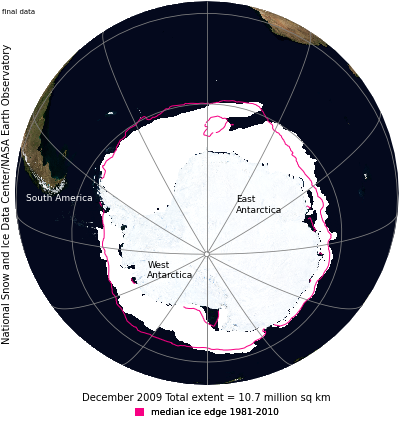 final data
National Snow and Ice Data Center/NASA Earth Observatory
South America
East
Antarctica
West
Antarctica
December 2009 Total extent = 10.7 million sq km
median ice edge 1981-2010